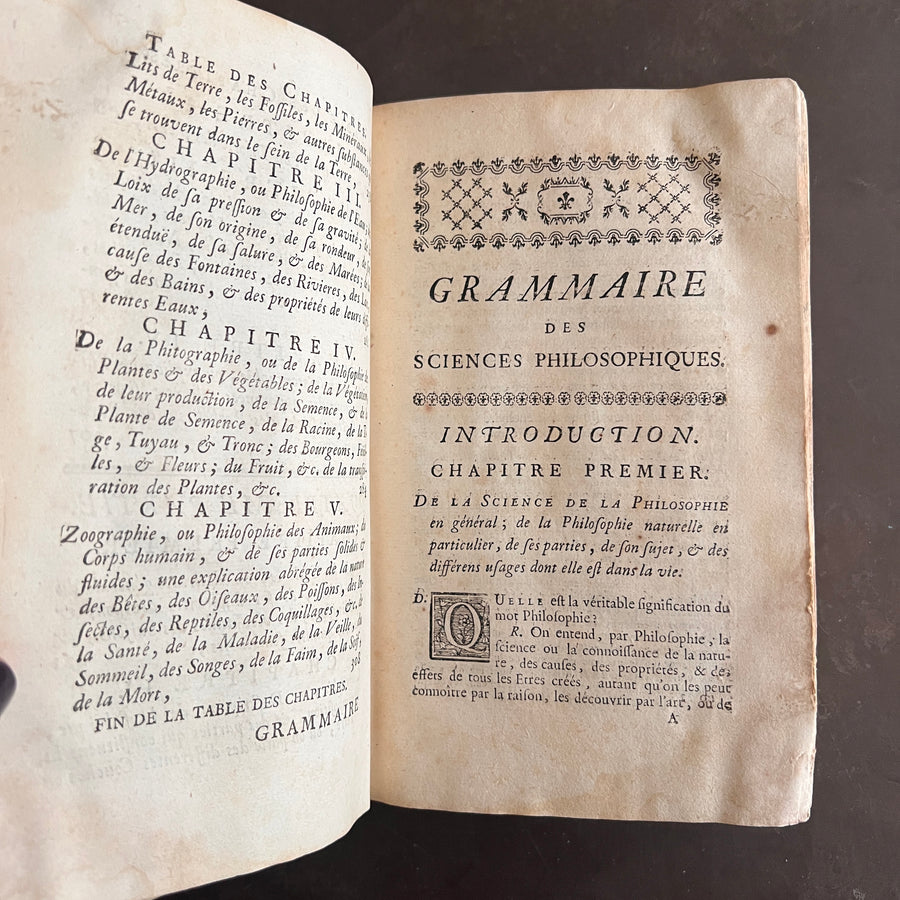 TABLE DES CHAPITRES.
Lits de Terre, les Foſſiles, les Minéraux,
Métaux, les Pierres, & autres ſubſtances
ſe trouvent dans le ſein de la Terre,
CHAPITRE III.
De l'Hydrographie, ou Philoſophie de l'Eau;
Loix de ſa preſſion & de ſa gravité;
Mer, de ſon origine, de ſa rondeur, de
étenduë, de ſa ſalure, & des Marées;
cauſe des Fontaines, des Rivieres, des
& des Bains, & des propriétés de leurs
rentes Eaux,
CHAPITRE IV.
De la Phitographie, ou de la Philoſophie
Plantes & des Végétables; de la Végétation,
de leur production, de la Semence, & de
Plante de Semence, de la Racine, de la
ge, Tuyau, & Tronc; des Bourgeons,
les, & Fleurs; du Fruit, &c. de la
ration des Plantes, &c.
CHAPITRE V.
Zoographie, ou Philoſophie des Animaux;
Corps humain, & de ſes parties ſolides &
fluides; une explication abrégée de la nature
des Bêtes, des Oiſeaux, des Poiſſons, des In-
ſectes, des Reptiles, des Coquillages, &c. de
la Santé, de la Maladie, de la Veille, du
Sommeil, des Songes, de la Faim, de la Soif,
de la Mort, 308
FIN DE LA TABLE DES CHAPITRES.
GRAMMAIRE
GRAMMAIRE
DES
SCIENCES PHILOSOPHIQUES.
INTRODUCTION.
CHAPITRE PREMIER.
DE LA SCIENCE DE LA PHILOSOPHIE
en général; de la Philoſophie naturelle en
particulier, de ſes parties, de ſon ſujet, & des
différens uſages dont elle eſt dans la vie.
D. QUELLE eſt la véritable ſignification du
mot Philoſophie?
R. On entend, par Philoſophie, la
ſcience ou la connoiſſance de la natu-
re, des cauſes, des propriétés, & des
effets de tous les Etres créés, autant qu'on les peut
connoître par la raiſon, les découvrir par l'art, ou de
A